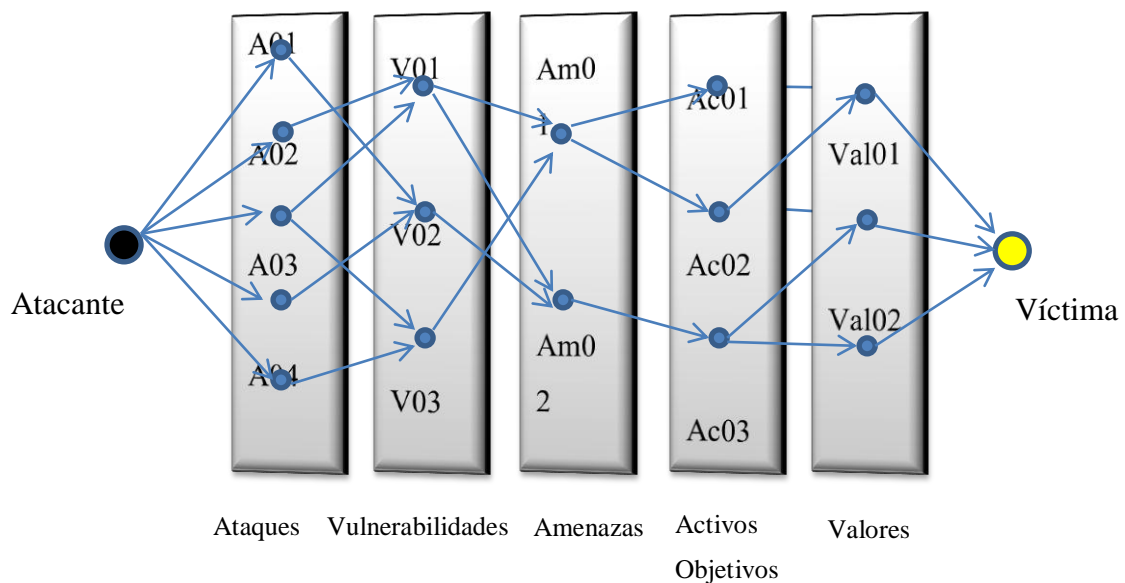 Atacante
A01
A02
A03
A04
V01
V02
V03
Am0
1
Am0
2
Ac01
Ac02
Ac03
Val01
Val02
Víctima
Ataques
Vulnerabilidades
Amenazas
Activos
Objetivos
Valores